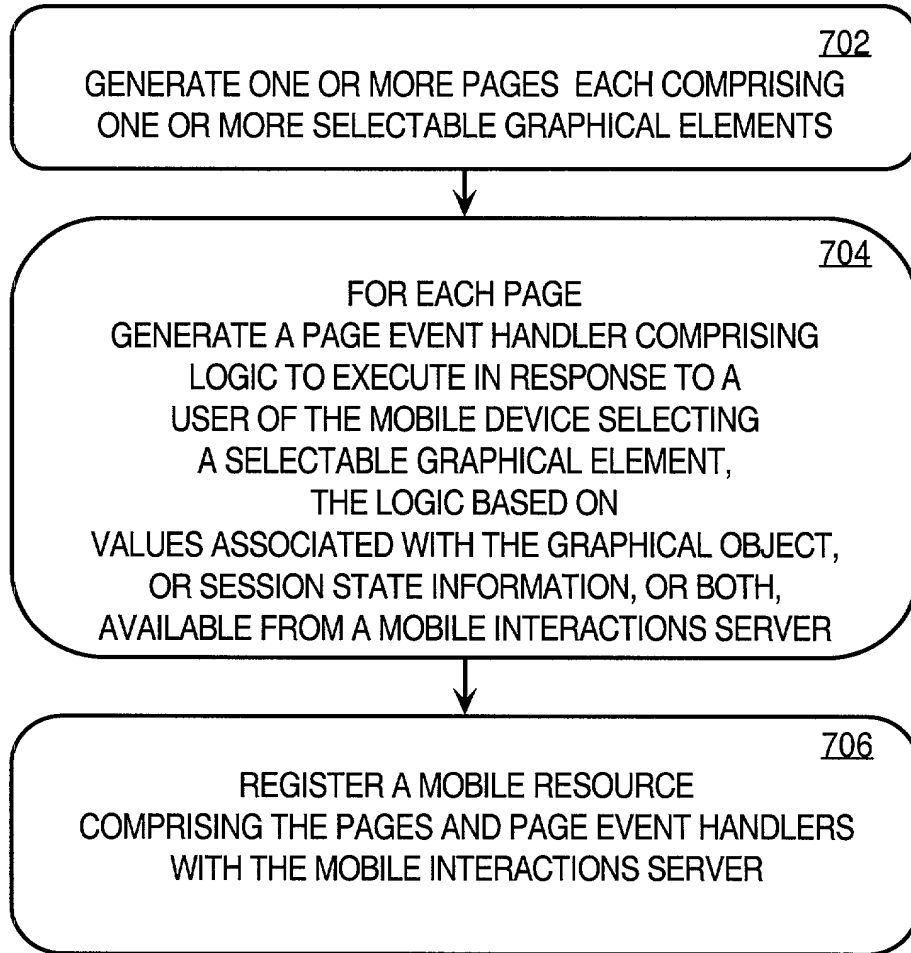 702
GENERATE ONE OR MORE PAGES EACH COMPRISING
ONE OR MORE SELECTABLE GRAPHICAL ELEMENTS
704
FOR EACH PAGE
GENERATE A PAGE EVENT HANDLER COMPRISING
LOGIC TO EXECUTE IN RESPONSE TO A
USER OF THE MOBILE DEVICE SELECTING
A SELECTABLE GRAPHICAL ELEMENT,
THE LOGIC BASED ON
VALUES ASSOCIATED WITH THE GRAPHICAL OBJECT,
OR SESSION STATE INFORMATION, OR BOTH,
AVAILABLE FROM A MOBILE INTERACTIONS SERVER
706
REGISTER A MOBILE RESOURCE
COMPRISING THE PAGES AND PAGE EVENT HANDLERS
WITH THE MOBILE INTERACTIONS SERVER